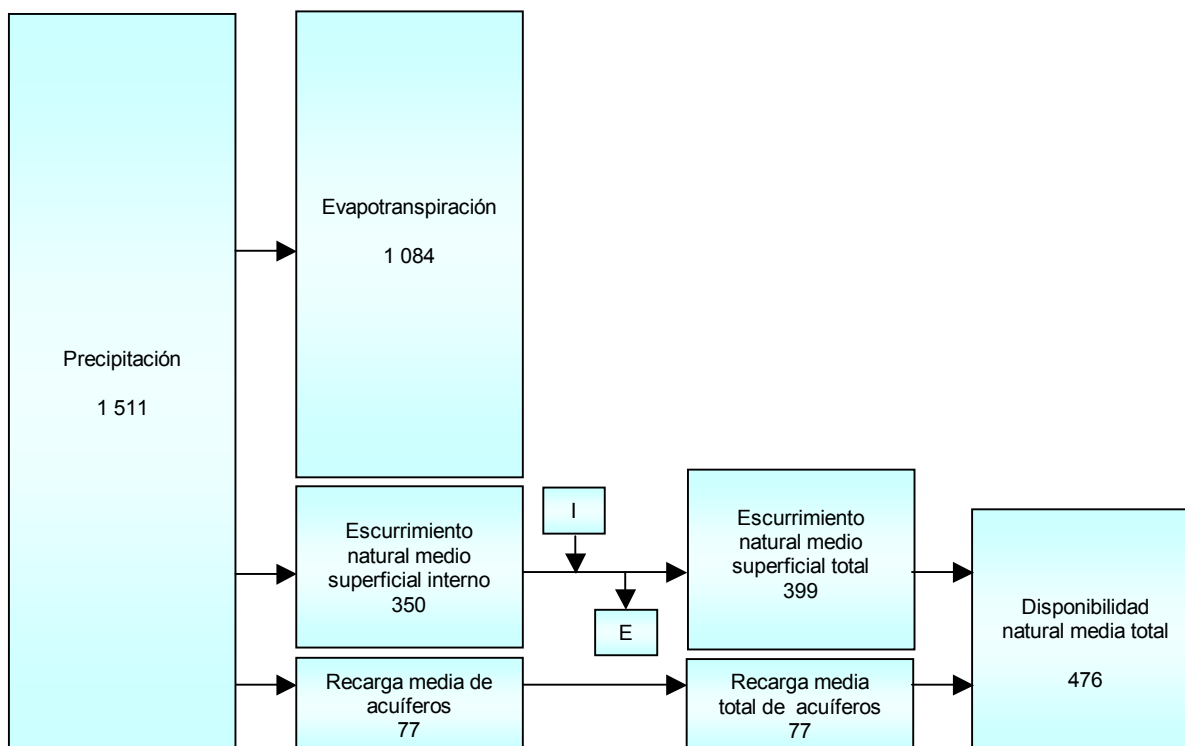 Precipitación
1 511
Evapotranspiración
1 084
Escurrimiento
natural medio
superficial interno
350
I
E
Escurrimiento
natural medio
superficial total
399
Recarga media de
acuíferos
77
Recarga media
total de acuíferos
77
Disponibilidad
natural media total
476